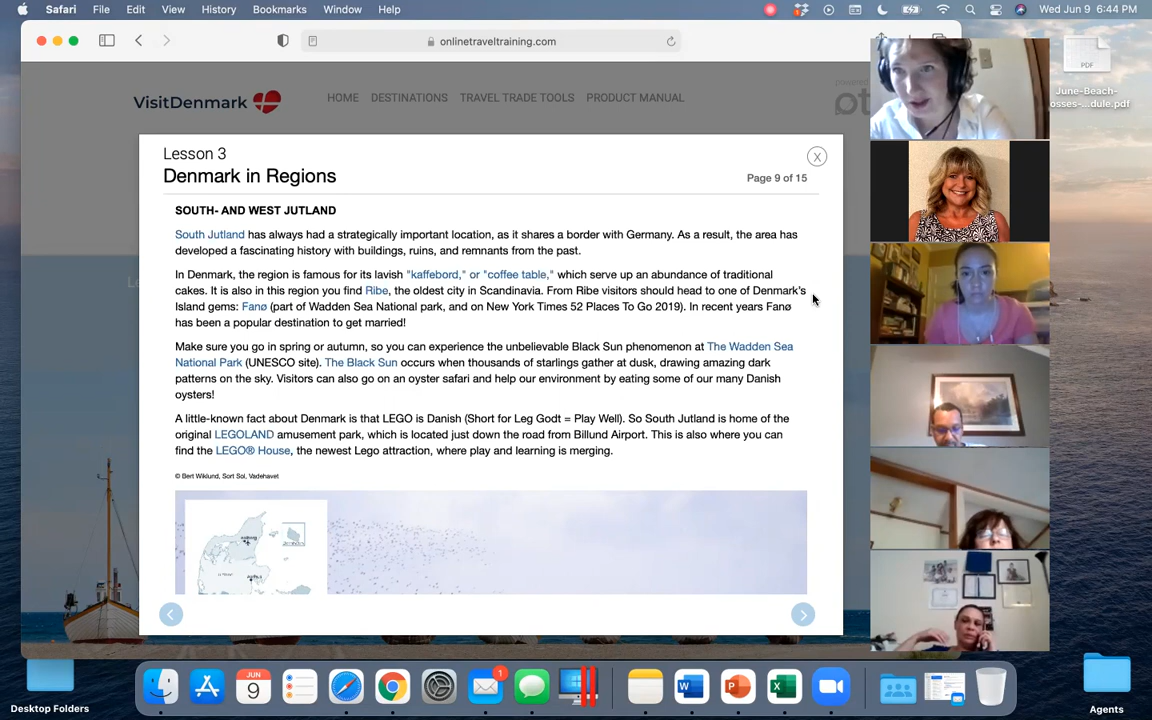 Safari File Edit View History Bookmarks Window Help Wed Jun 9 6:44 PM
onlinetraveltraining.com
VisitDenmark HOME DESTINATIONS TRAVEL TRADE TOOLS PRODUCT MANUAL
PDF
June-Beach-
Lesson 3
Denmark in Regions
Page 9 of 15
X
SOUTH- AND WEST JUTLAND
South Jutland has always had a strategically important location, as it shares a border with Germany. As a result, the area has
developed a fascinating history with buildings, ruins, and remnants from the past.
In Denmark, the region is famous for its lavish "kaffebord," or "coffee table," which serve up an abundance of traditional
cakes. It is also in this region you find Ribe, the oldest city in Scandinavia. From Ribe visitors should head to one of Denmark's
Island gems: Fanø (part of Wadden Sea National park, and on New York Times 52 Places To Go 2019). In recent years Fanø
has been a popular destination to get married!
Make sure you go in spring or autumn, so you can experience the unbelievable Black Sun phenomenon at The Wadden Sea
National Park (UNESCO site). The Black Sun occurs when thousands of starlings gather at dusk, drawing amazing dark
patterns on the sky. Visitors can also go on an oyster safari and help our environment by eating some of our many Danish
oysters!
A little-known fact about Denmark is that LEGO is Danish (Short for Leg Godt = Play Well). So South Jutland is home of the
original LEGOLAND amusement park, which is located just down the road from Billund Airport. This is also where you can
find the LEGO® House, the newest Lego attraction, where play and learning is merging.
© Bert Wiklund, Sort Sol, Vadehavet
JUN
9
1
W P X
Desktop Folders
Agents